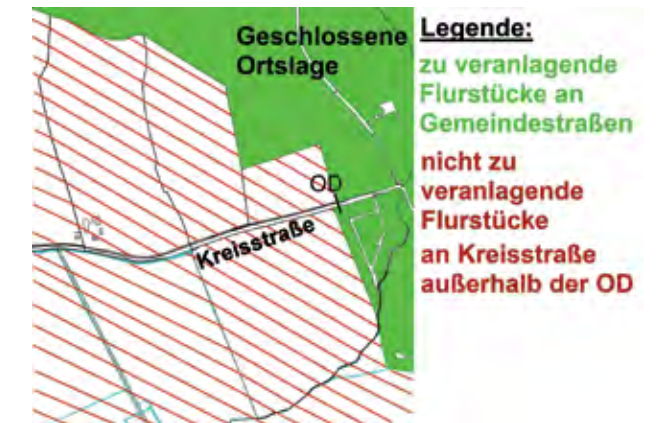 Geschlossene
Ortslage
OD
Kreisstraße
Legende:
zu veranlagende
Flurstücke an
Gemeindestraßen
nicht zu
veranlagende
Flurstücke
an Kreisstraße
außerhalb der OD